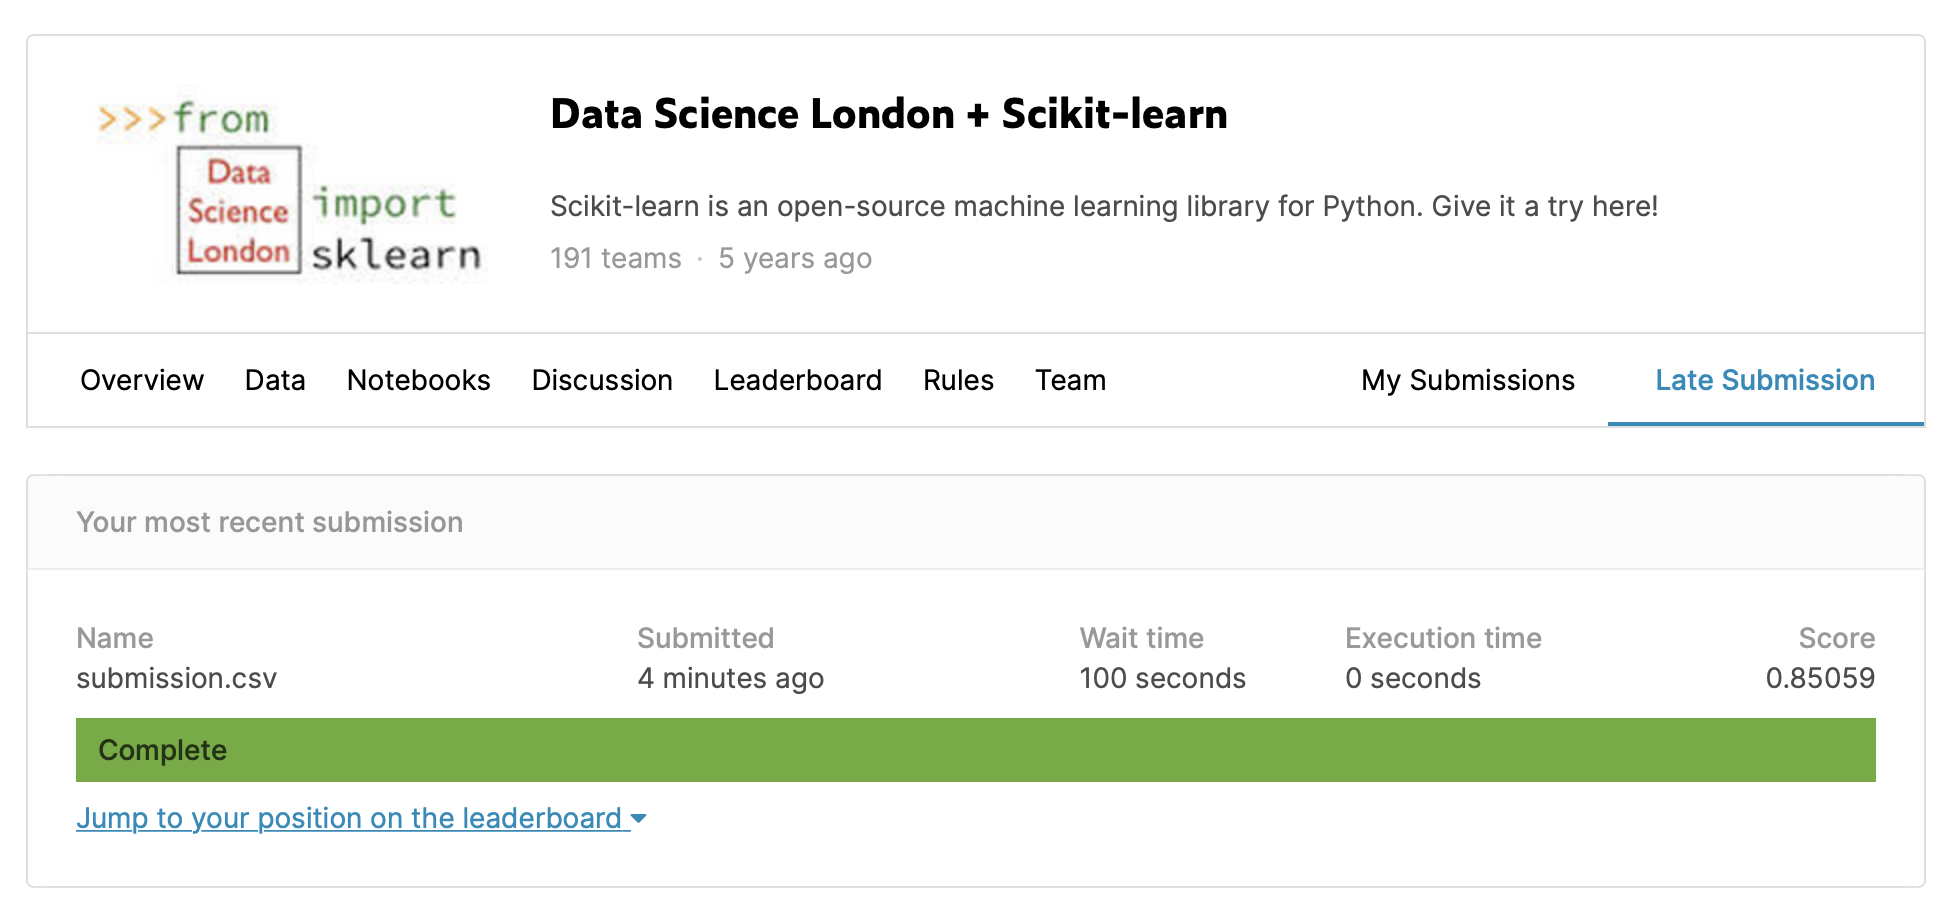 >>>from
Data
Science
London
import
sklearn
Data Science London + Scikit-learn
Scikit-learn is an open-source machine learning library for Python. Give it a try here!
191 teams · 5 years ago
Overview Data Notebooks Discussion Leaderboard Rules Team My Submissions Late Submission
Your most recent submission
Name Submitted Wait time Execution time Score
submission.csv 4 minutes ago 100 seconds 0 seconds 0.85059
Complete
Jump to your position on the leaderboard